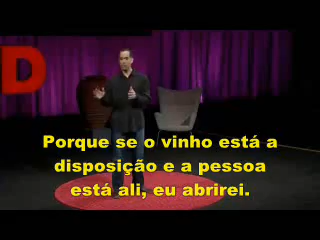 D
Porque se o vinho está a
disposição e a pessoa
está ali, eu abrirei.